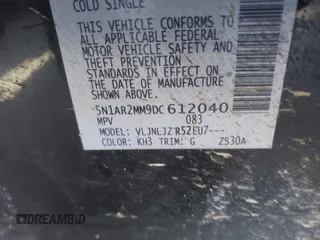 COLD SINGLE
THIS VEHICLE CONFORMS TO
ALL APPLICABLE FEDERAL
MOTOR VEHICLE SAFETY
AND THEFT PREVENTION
STANDARDS IN EFFECT ON
THE DATE OF MANUFACTURE
SHOWN ABOVE.
5N1AR2MM9DC612040
MPV 083
MODEL: VLJNLJZR52EU7---
COLOR: KH3 TRIM: G ZS30A
DREAMBID